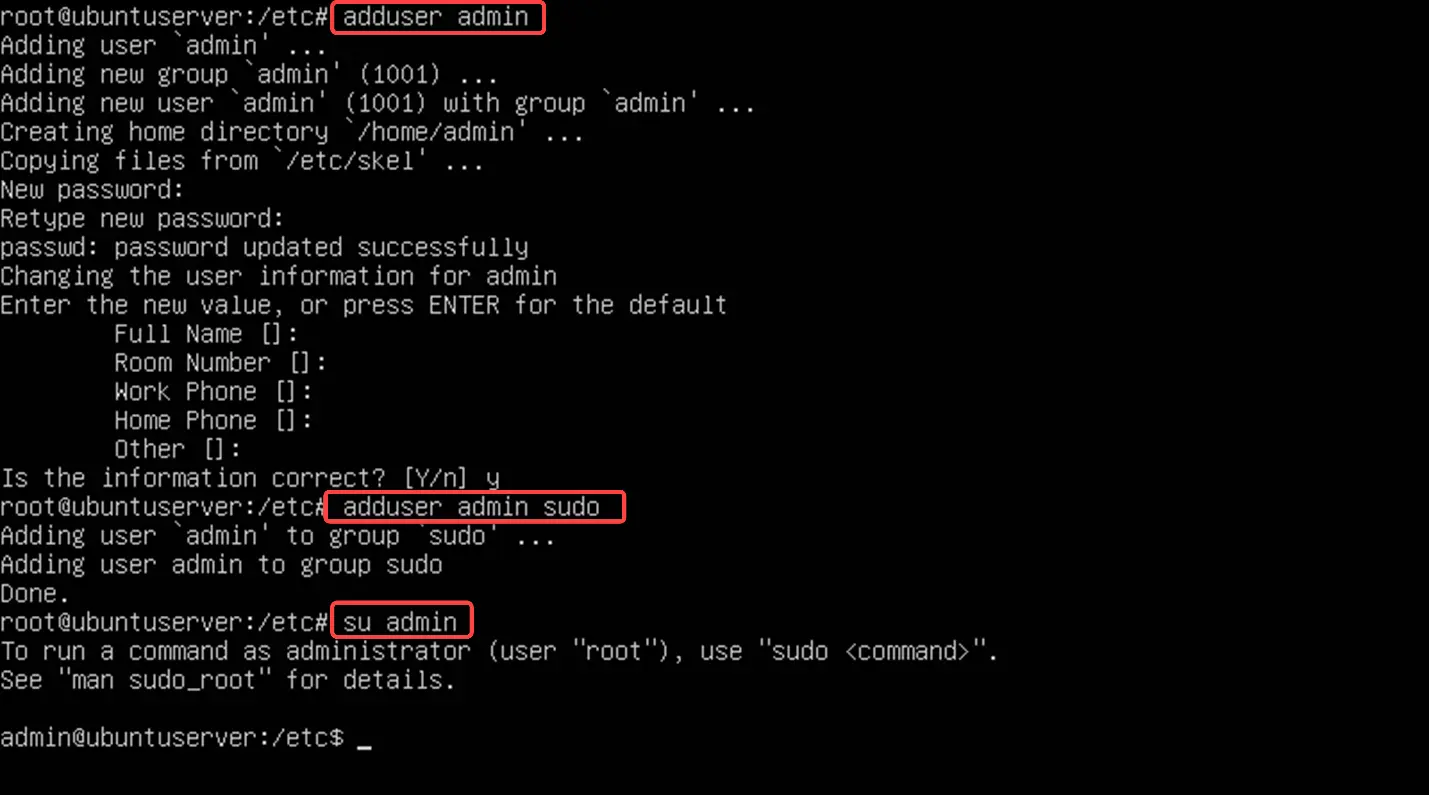 root@ubuntuserver:/etc# adduser admin
Adding user `admin' ...
Adding new group `admin' (1001) ...
Adding new user `admin' (1001) with group `admin' ...
Creating home directory `/home/admin' ...
Copying files from `/etc/skel' ...
New password:
Retype new password:
passwd: password updated successfully
Changing the user information for admin
Enter the new value, or press ENTER for the default
        Full Name []:
        Room Number []:
        Work Phone []:
        Home Phone []:
        Other []:
Is the information correct? [Y/n] y
root@ubuntuserver:/etc# adduser admin sudo
Adding user `admin' to group `sudo' ...
Adding user admin to group sudo
Done.
root@ubuntuserver:/etc# su admin
To run a command as administrator (user "root"), use "sudo <command>".
See "man sudo_root" for details.

admin@ubuntuserver:/etc$ _